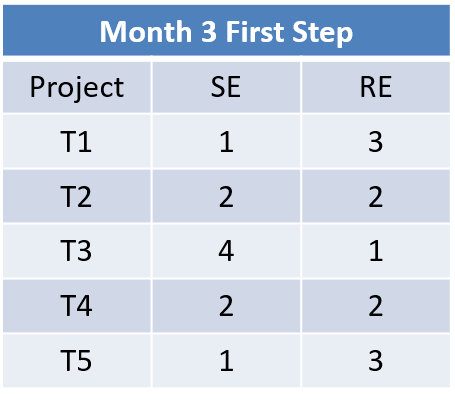 Month 3 First Step
Project SE RE
T1 1 3
T2 2 2
T3 4 1
T4 2 2
T5 1 3